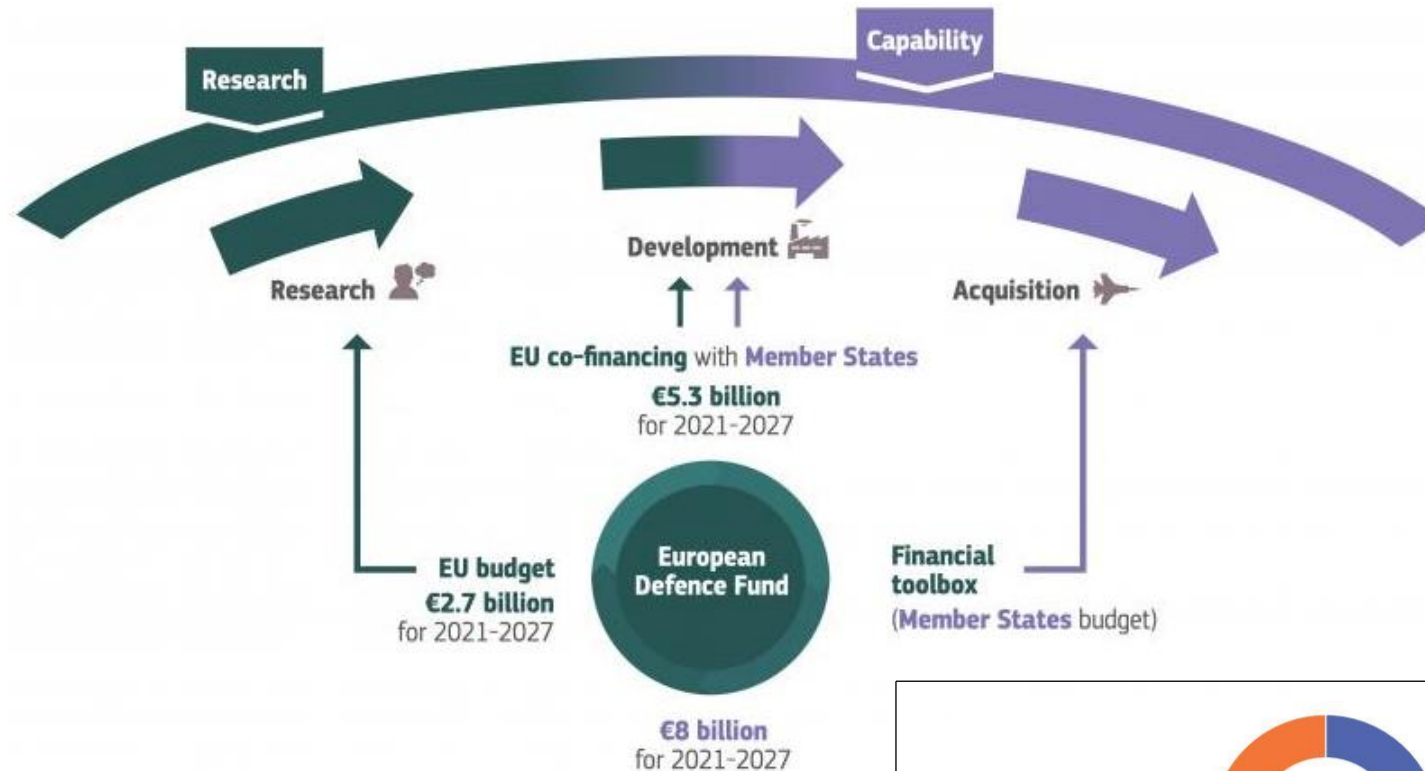 Capability
Research
Development
Research
Acquisition
EU co-financing with Member States
€5.3 billion
for 2021-2027
EU budget
€2.7 billion
for 2021-2027
European
Defence Fund
Financial
toolbox
(Member States budget)
€8 billion
for 2021-2027